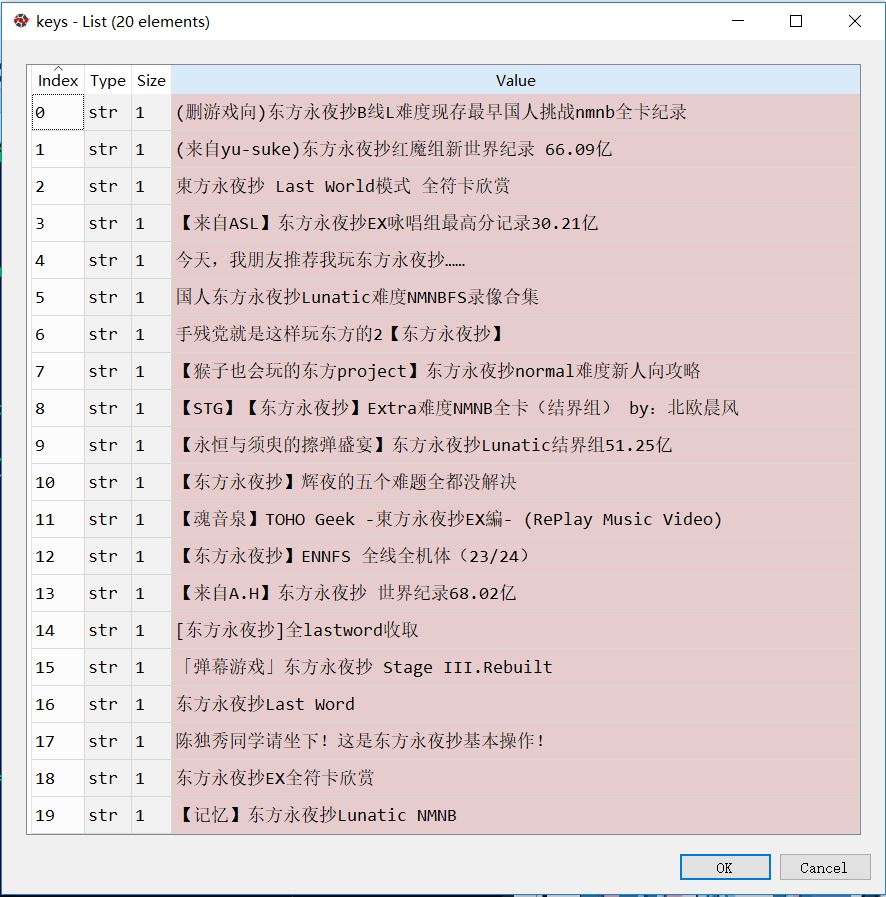 keys - List (20 elements)
Index Type Size Value
0 str 1 (删游戏向)东方永夜抄B线L难度现存最早国人挑战nmnb全卡纪录
1 str 1 (来自yu-suke)东方永夜抄红魔组新世界纪录 66.09亿
2 str 1 東方永夜抄 Last World模式 全符卡欣赏
3 str 1 【来自ASL】东方永夜抄EX咏唱组最高分记录30.21亿
4 str 1 今天，我朋友推荐我玩东方永夜抄……
5 str 1 国人东方永夜抄Lunatic难度NMNBFS录像合集
6 str 1 手残党就是这样玩东方的2【东方永夜抄】
7 str 1 【猴子也会玩的东方project】东方永夜抄normal难度新人向攻略
8 str 1 【STG】【东方永夜抄】Extra难度NMNB全卡（结界组） by：北欧晨风
9 str 1 【永恒与须臾的擦弹盛宴】东方永夜抄Lunatic结界组51.25亿
10 str 1 【东方永夜抄】辉夜的五个难题全都没解决
11 str 1 【魂音泉】TOHO Geek -東方永夜抄EX編- (RePlay Music Video)
12 str 1 【东方永夜抄】ENNFS 全线全机体（23/24）
13 str 1 【来自A.H】东方永夜抄 世界纪录68.02亿
14 str 1 [东方永夜抄]全lastword收取
15 str 1 「弹幕游戏」东方永夜抄 Stage III.Rebuilt
16 str 1 东方永夜抄Last Word
17 str 1 陈独秀同学请坐下！这是东方永夜抄基本操作！
18 str 1 东方永夜抄EX全符卡欣赏
19 str 1 【记忆】东方永夜抄Lunatic NMNB
OK Cancel